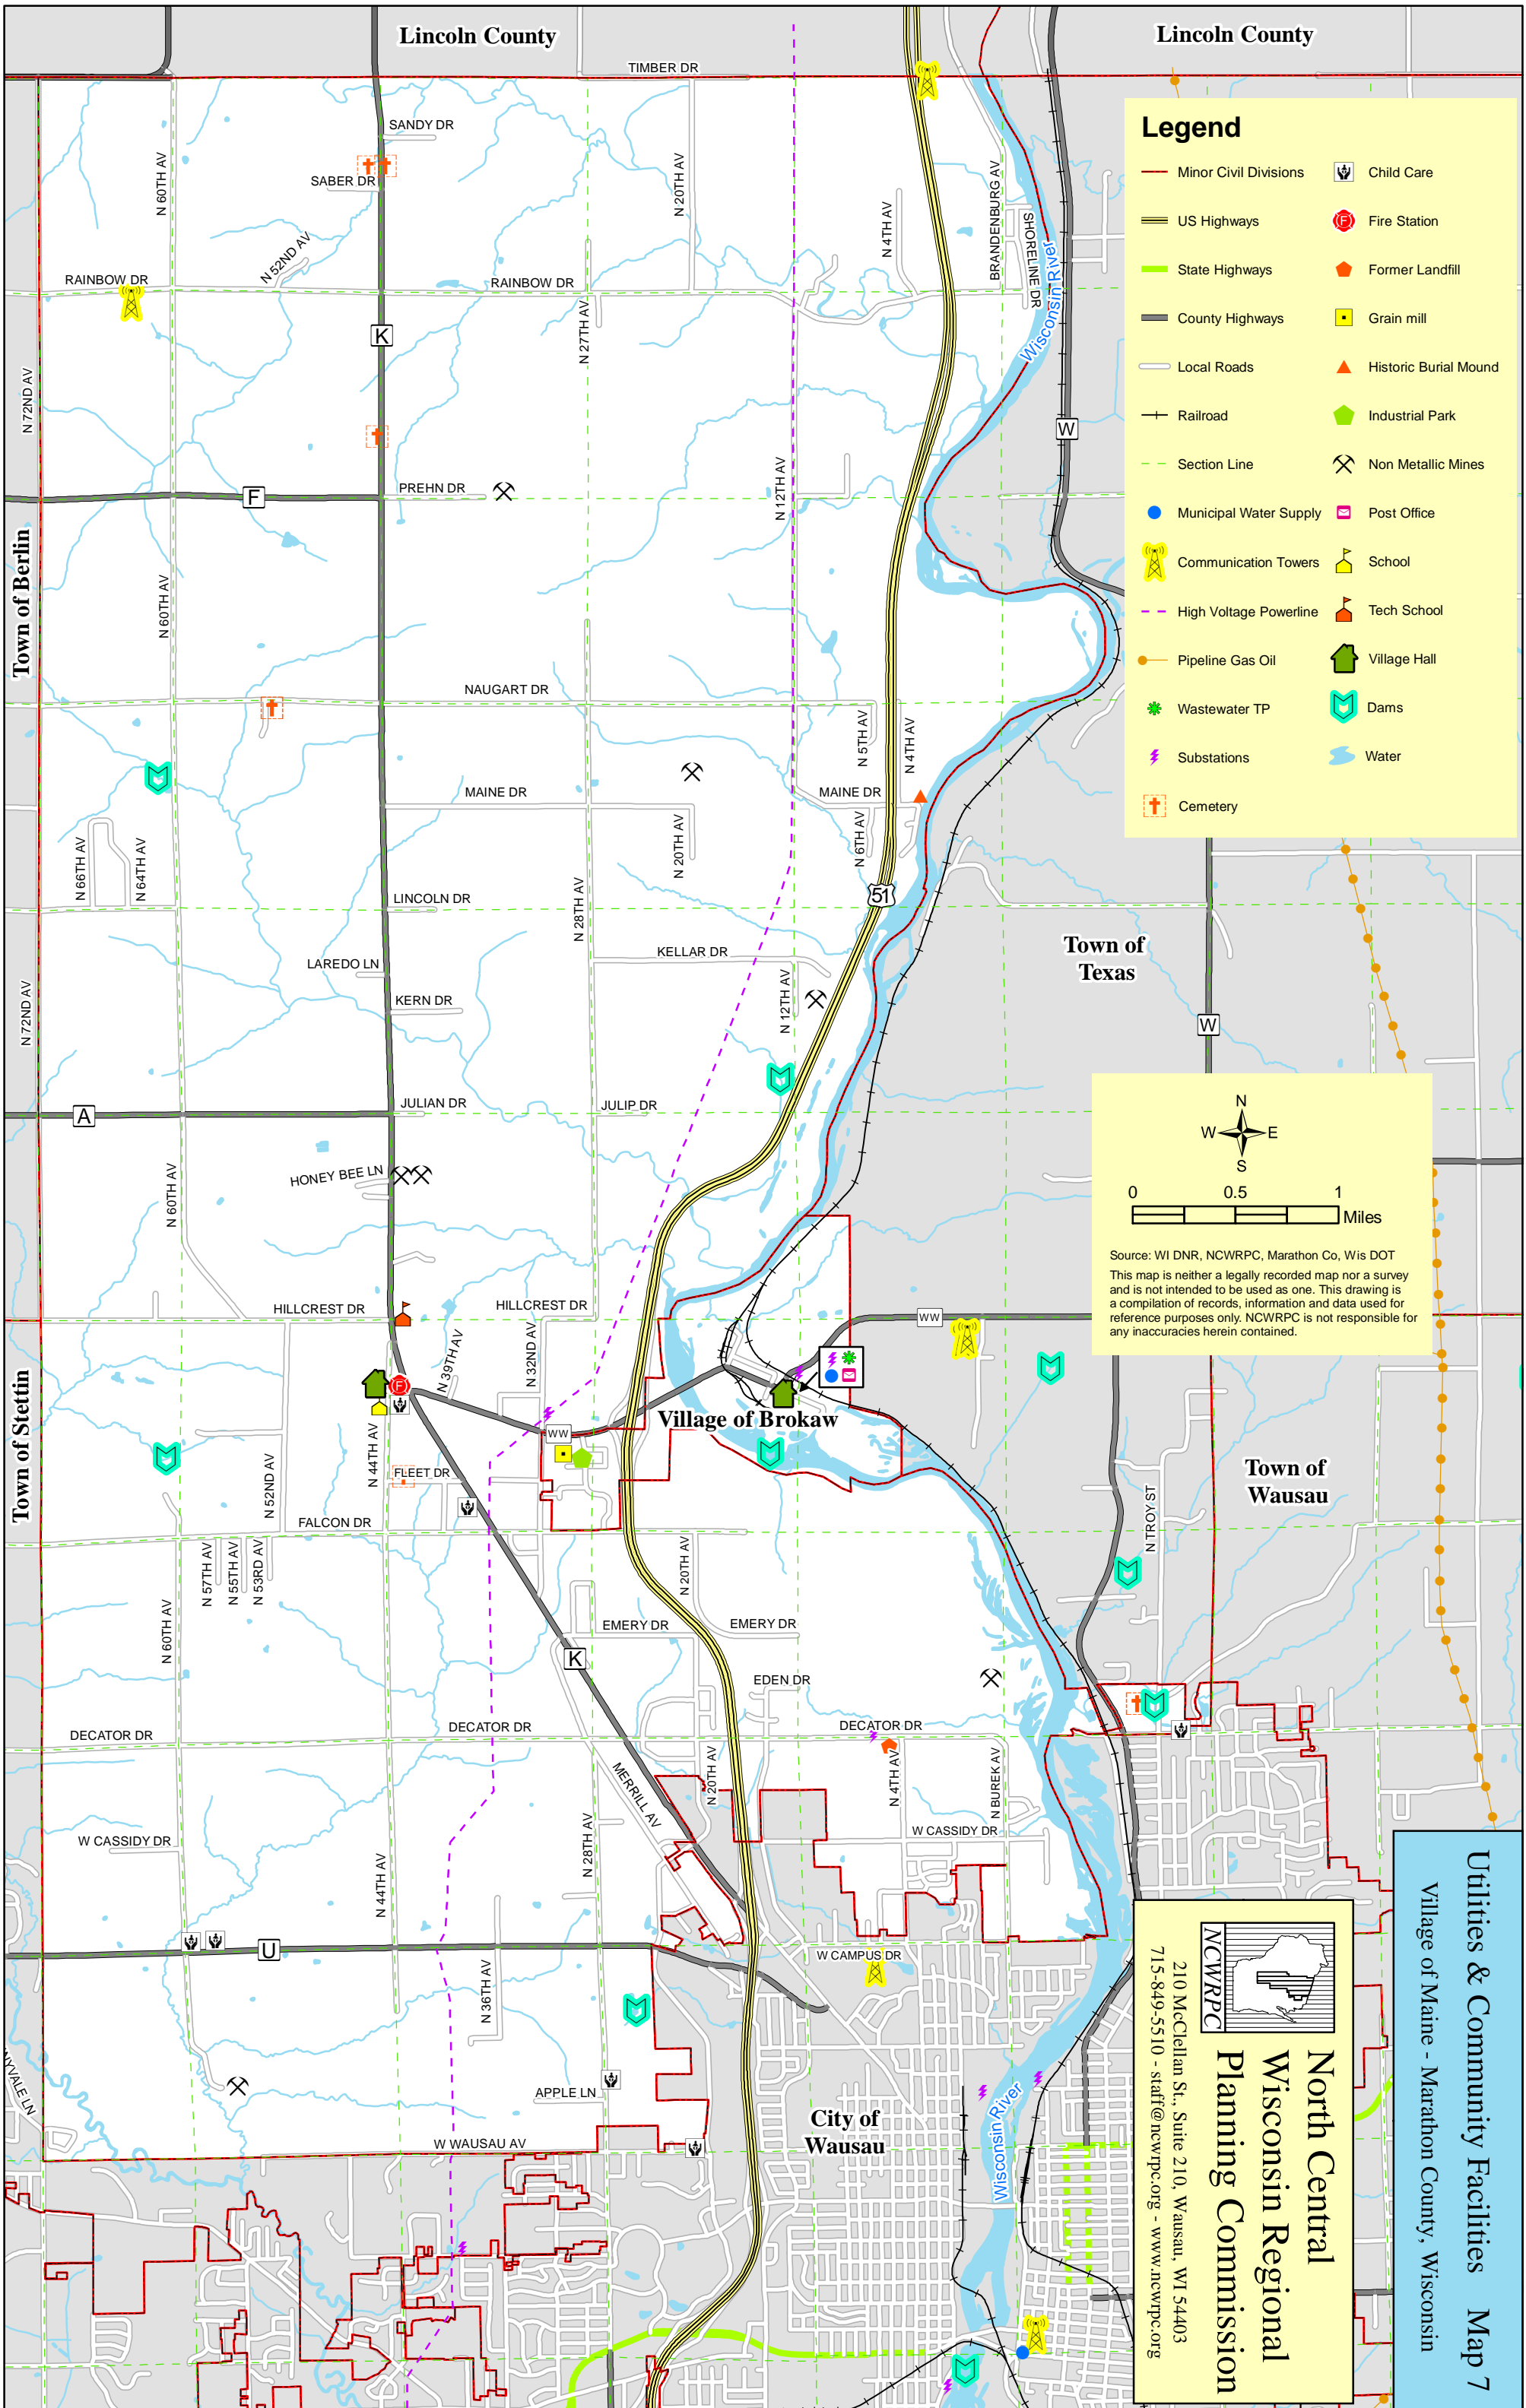 Lincoln County
Lincoln County
TIMBER DR
SANDY DR
SABER DR
N 60TH AV
N 20TH AV
N 4TH AV
BRANDENBURG AV
SHORELINE DR
Wisconsin River
N 52ND AV
RAINBOW DR
RAINBOW DR
N 27TH AV
K
N 72ND AV
W
N 12TH AV
F
PREHN DR
Town of Berlin
N 60TH AV
NAUGART DR
N 5TH AV
N 4TH AV
MAINE DR
MAINE DR
N 20TH AV
N 6TH AV
N 66TH AV
N 64TH AV
LINCOLN DR
N 28TH AV
51
KELLAR DR
LAREDO LN
KERN DR
N 12TH AV
N 72ND AV
Town of
Texas
W
A
JULIAN DR
JULIP DR
HONEY BEE LN
N 60TH AV
HILLCREST DR
HILLCREST DR
N 39TH AV
N 32ND AV
WW
WW
F
Village of Brokaw
Town of Stettin
N 44TH AV
N 52ND AV
FLEET DR
FALCON DR
N 57TH AV
N 55TH AV
N 53RD AV
N 20TH AV
N TROY ST
Town of
Wausau
N 60TH AV
EMERY DR
EMERY DR
K
EDEN DR
DECATOR DR
DECATOR DR
DECATOR DR
MERRILL AV
N 20TH AV
N 4TH AV
N BUREK AV
W CASSIDY DR
W CASSIDY DR
N 28TH AV
N 44TH AV
U
W CAMPUS DR
N 36TH AV
APPLE LN
W WAUSAU AV
City of
Wausau
Wisconsin River
Legend
Minor Civil Divisions
US Highways
State Highways
County Highways
Local Roads
Railroad
Section Line
Municipal Water Supply
Communication Towers
High Voltage Powerline
Pipeline Gas Oil
Wastewater TP
Substations
Cemetery
Child Care
F
Fire Station
Former Landfill
Grain mill
Historic Burial Mound
Industrial Park
Non Metallic Mines
Post Office
School
Tech School
Village Hall
Dams
Water
N
W E
S
0 0.5 1
Miles
Source: WI DNR, NCWRPC, Marathon Co, Wis DOT
This map is neither a legally recorded map nor a survey
and is not intended to be used as one. This drawing is
a compilation of records, information and data used for
reference purposes only. NCWRPC is not responsible for
any inaccuracies herein contained.
Utilities & Community Facilities Map 7
Village of Maine - Marathon County, Wisconsin
NCWRPC
North Central
Wisconsin Regional
Planning Commission
210 McClellan St., Suite 210, Wausau, WI 54403
715-849-5510 - staff@ncwrpc.org - www.ncwrpc.org